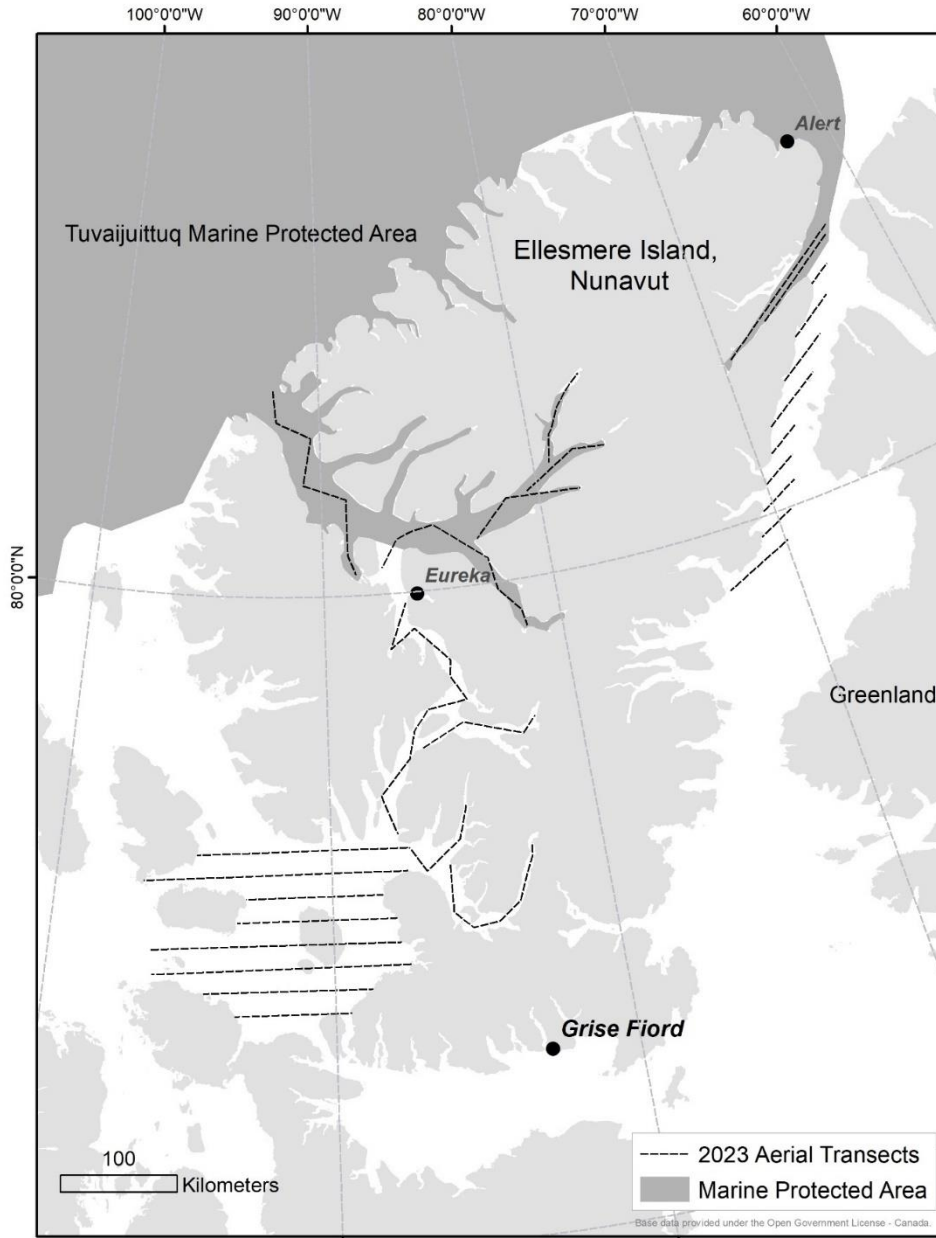 100°0'0"W
90°0'0"W
80°0'0"W
70°0'0"W
60°0'0"W
Alert
Tuvaijuittuq Marine Protected Area
Ellesmere Island,
Nunavut
80°0'0"N
Eureka
Greenland
Grise Fiord
100
Kilometers
2023 Aerial Transects
Marine Protected Area
Base data provided under the Open Government License - Canada.